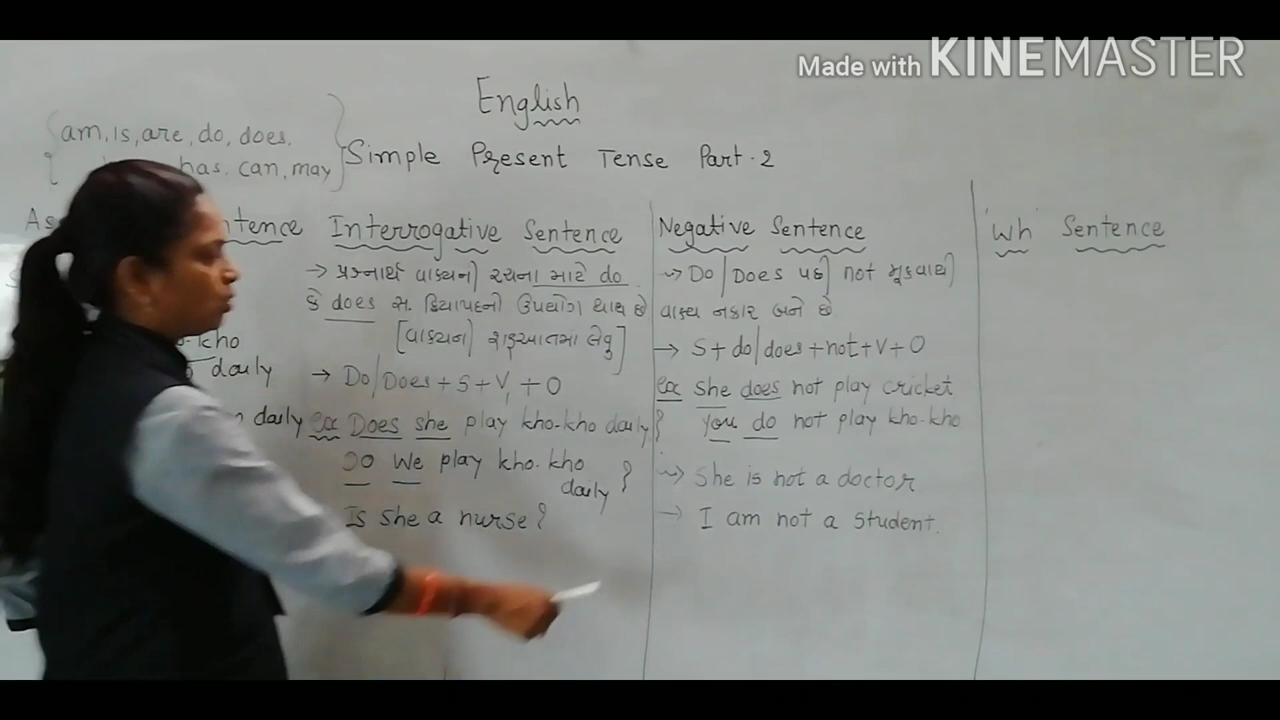 Made with KINEMASTER
English
am, is, are, do, does.
has. can, may
Simple Present Tense Part-2
Interrogative Sentence
→ પ્રશ્નાર્થ વાક્યની રચના માટે do
કે does સ. ક્રિયાપદનો ઉપયોગ થાય છે
[વાક્યની શરૂઆતમા લેવુ]
→ Do/Does + S + V₁ + O
ex Does she play kho-kho daily?
Do We play kho.kho daily ?
Is she a nurse?
kho-kho
daily
daily
Negative Sentence
→ Do/Does પછી not મૂકવાથી
વાક્ય નકાર બને છે
→ S + do/does + not + V + O
ex She does not play cricket
You do not play kho-kho
→ She is not a doctor
→ I am not a student.
'Wh' Sentence